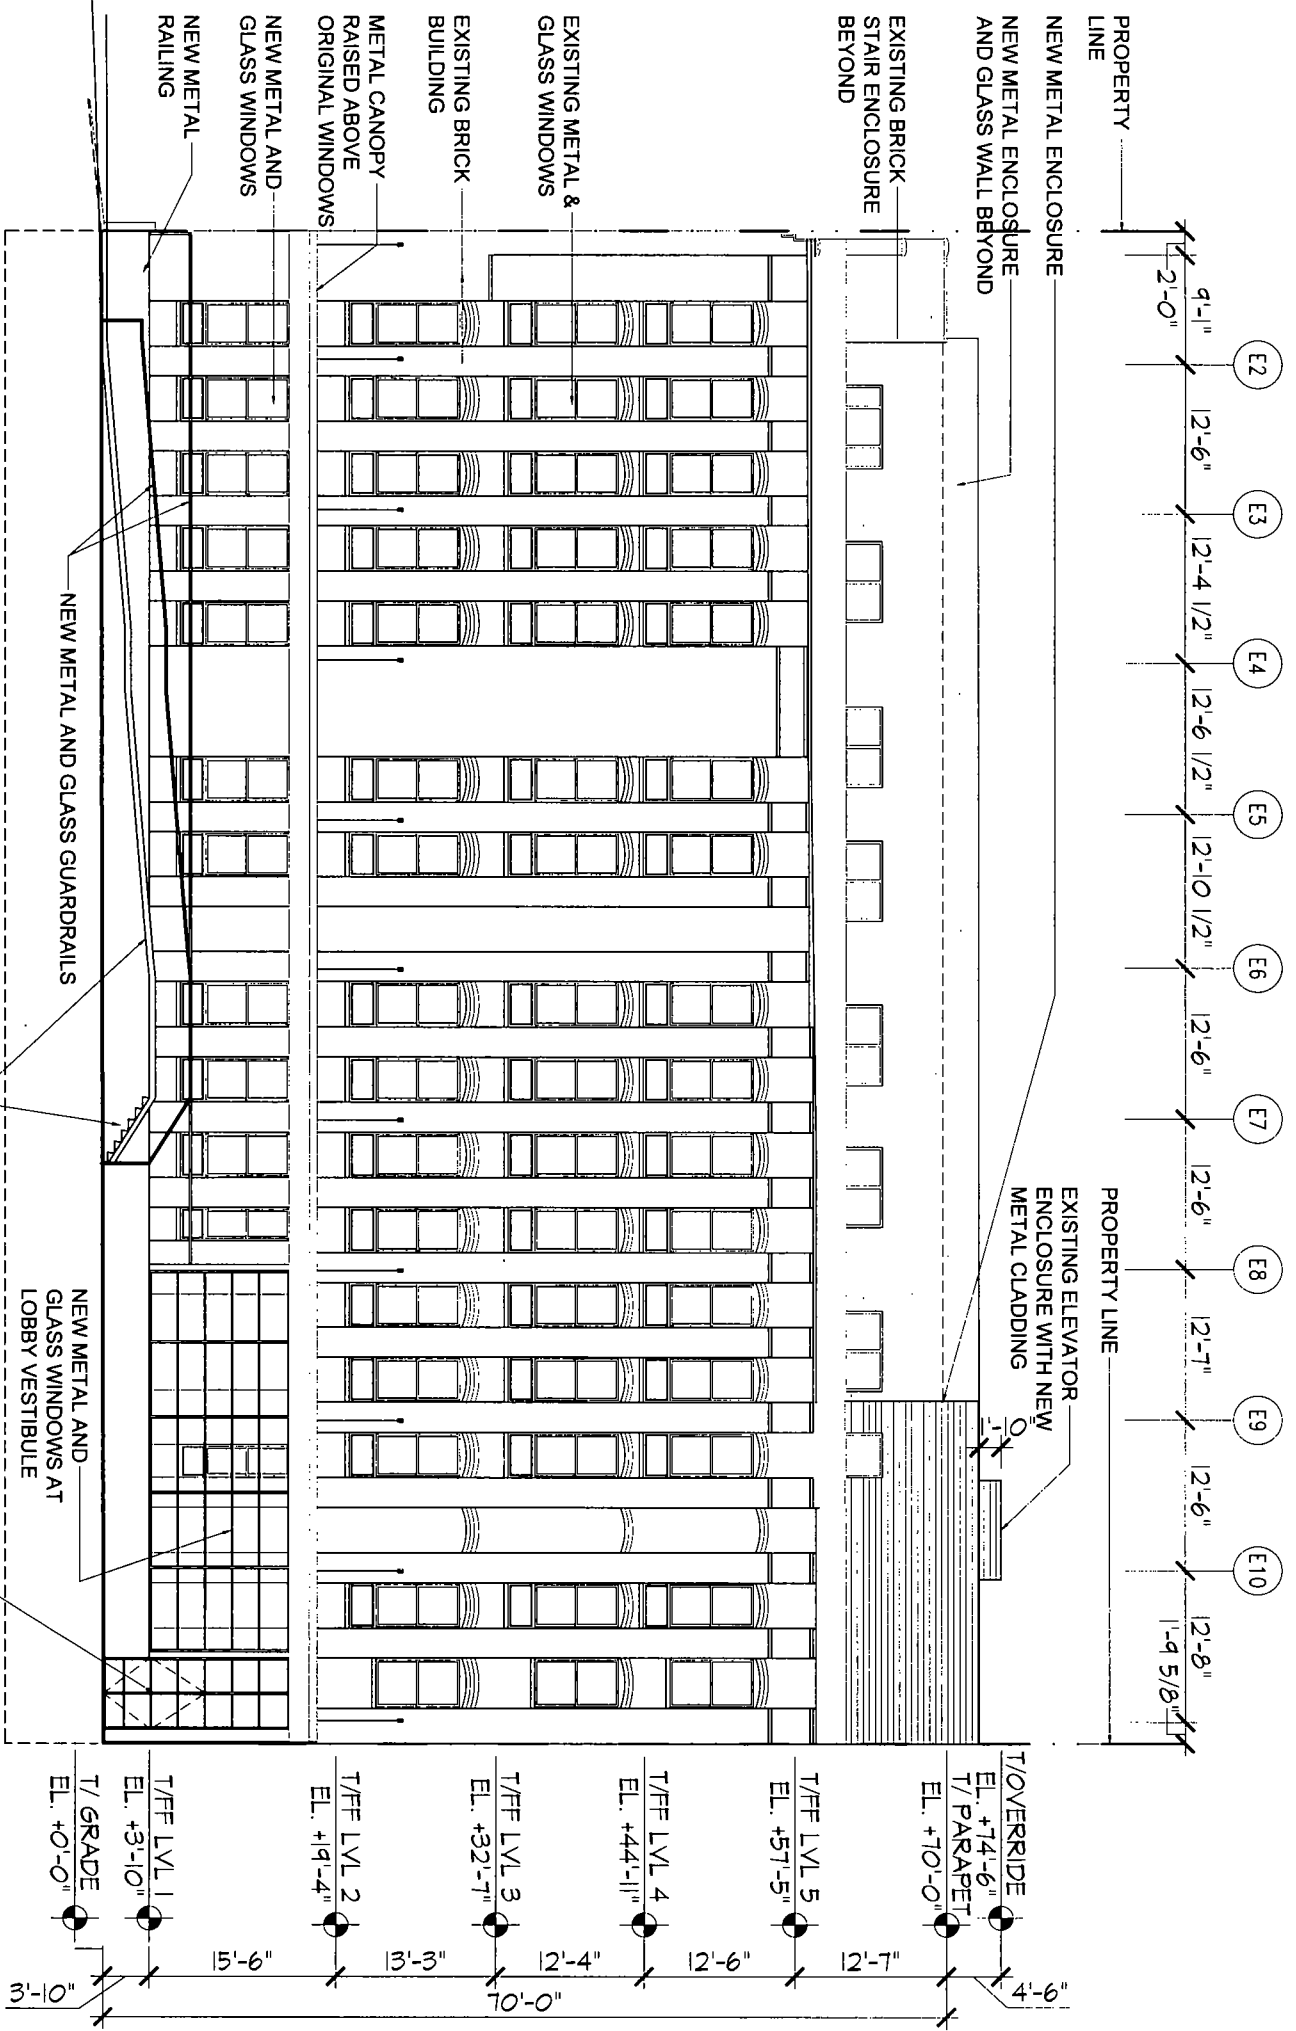 PROPERTY
LINE
NEW METAL ENCLOSURE
NEW METAL ENCLOSURE
AND GLASS WALL BEYOND
EXISTING BRICK
STAIR ENCLOSURE
BEYOND
EXISTING METAL &
GLASS WINDOWS
EXISTING BRICK
BUILDING
METAL CANOPY
RAISED ABOVE
ORIGINAL WINDOWS
NEW METAL AND
GLASS WINDOWS
NEW METAL
RAILING
E2
E3
E4
E5
E6
E7
E8
E9
E10
9'-1"
2'-0"
12'-6"
12'-4 1/2"
12'-6 1/2"
12'-10 1/2"
12'-6"
12'-6"
12'-7"
12'-6"
12'-8"
1'-9 5/8"
PROPERTY LINE
EXISTING ELEVATOR
ENCLOSURE WITH NEW
METAL CLADDING
NEW METAL AND GLASS GUARDRAILS
NEW METAL AND
GLASS WINDOWS AT
LOBBY VESTIBULE
T/OVERRIDE
EL. +74'-6"
T/ PARAPET
EL. +70'-0"
T/FF LVL 5
EL. +57'-5"
T/FF LVL 4
EL. +44'-11"
T/FF LVL 3
EL. +32'-7"
T/FF LVL 2
EL. +19'-4"
T/FF LVL 1
EL. +3'-10"
T/ GRADE
EL. +0'-0"
4'-6"
12'-7"
12'-6"
12'-4"
13'-3"
15'-6"
3'-10"
70'-0"